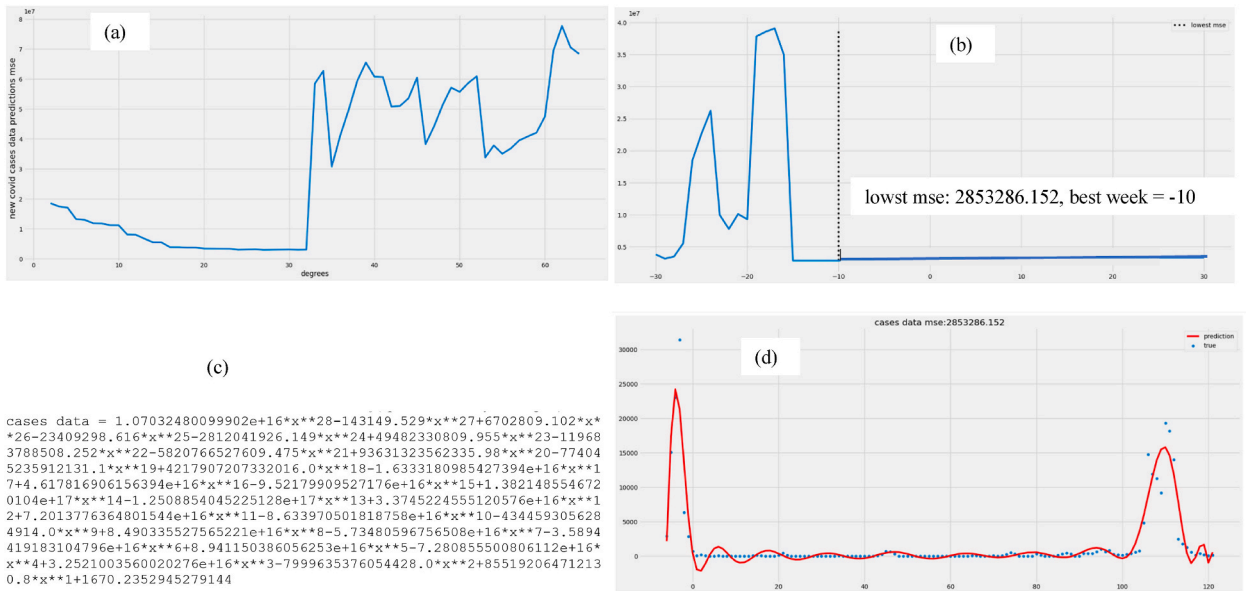 1e7
(a)
8
7
6
5
4
3
2
1
0
new covid cases data predictions mse
0
10
20
30
40
50
60
degrees
1e7
(b)
lowest mse
4.0
3.5
3.0
2.5
2.0
1.5
1.0
0.5
lowst mse: 2853286.152, best week = -10
−30
−20
−10
0
10
20
30
(c)
cases data = 1.07032480099902e+16*x**28-143149.529*x**27+6702809.102*x*
*26-23409298.616*x**25-2812041926.149*x**24+49482330809.955*x**23-11968
3788508.252*x**22-5820766527609.475*x**21+93631323562335.98*x**20-77404
5235912131.1*x**19+4217907207332016.0*x**18-1.6333180985427394e+16*x**1
7+4.617816906156394e+16*x**16-9.52179909527176e+16*x**15+1.382148554672
0104e+17*x**14-1.2508854045225128e+17*x**13+3.3745224555120576e+16*x**1
2+7.2013776364801544e+16*x**11-8.633970501818758e+16*x**10-434459305628
4914.0*x**9+8.490335527565221e+16*x**8-5.73480596756508e+16*x**7-3.5894
419183104796e+16*x**6+8.941150386056253e+16*x**5-7.280855500806112e+16*
x**4+3.2521003560020276e+16*x**3-7999635376054428.0*x**2+85519206471213
0.8*x**1+1670.2352945279144
cases data mse:2853286.152
(d)
prediction
true
30000
25000
20000
15000
10000
5000
0
0
20
40
60
80
100
120